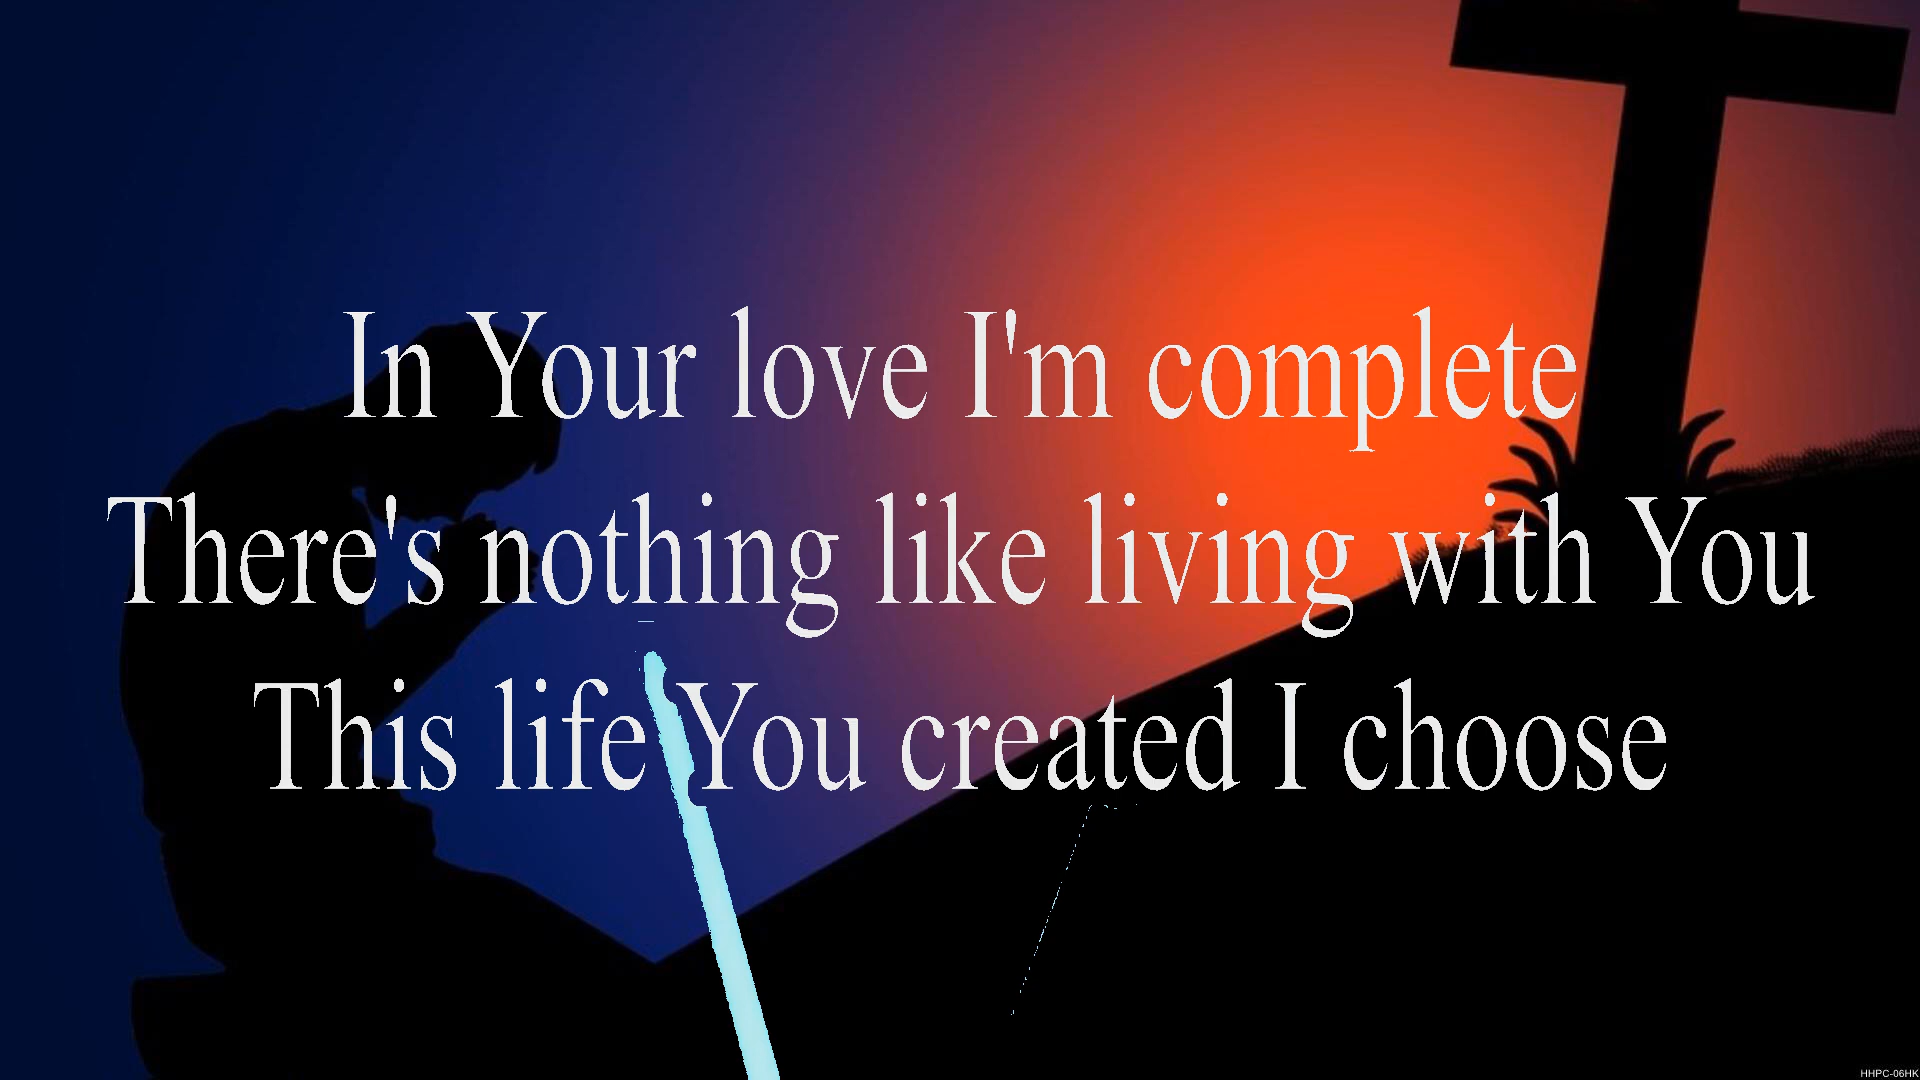 In Your love I'm complete
There's nothing like living with You
This life You created I choose
HHPC-06HK